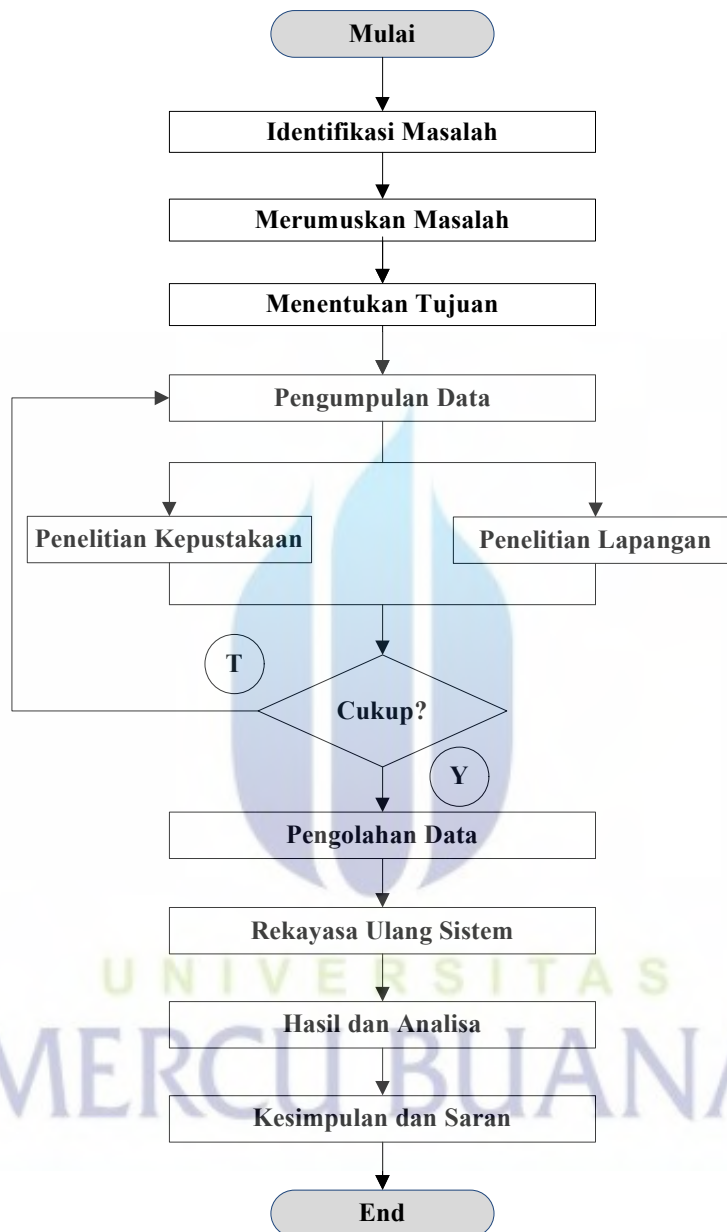 Mulai
Identifikasi Masalah
Merumuskan Masalah
Menentukan Tujuan
Pengumpulan Data
Penelitian Kepustakaan
Penelitian Lapangan
T
Cukup?
Y
Pengolahan Data
Rekayasa Ulang Sistem
UNIVERSITAS
Hasil dan Analisa
MERCU BUANA
Kesimpulan dan Saran
End